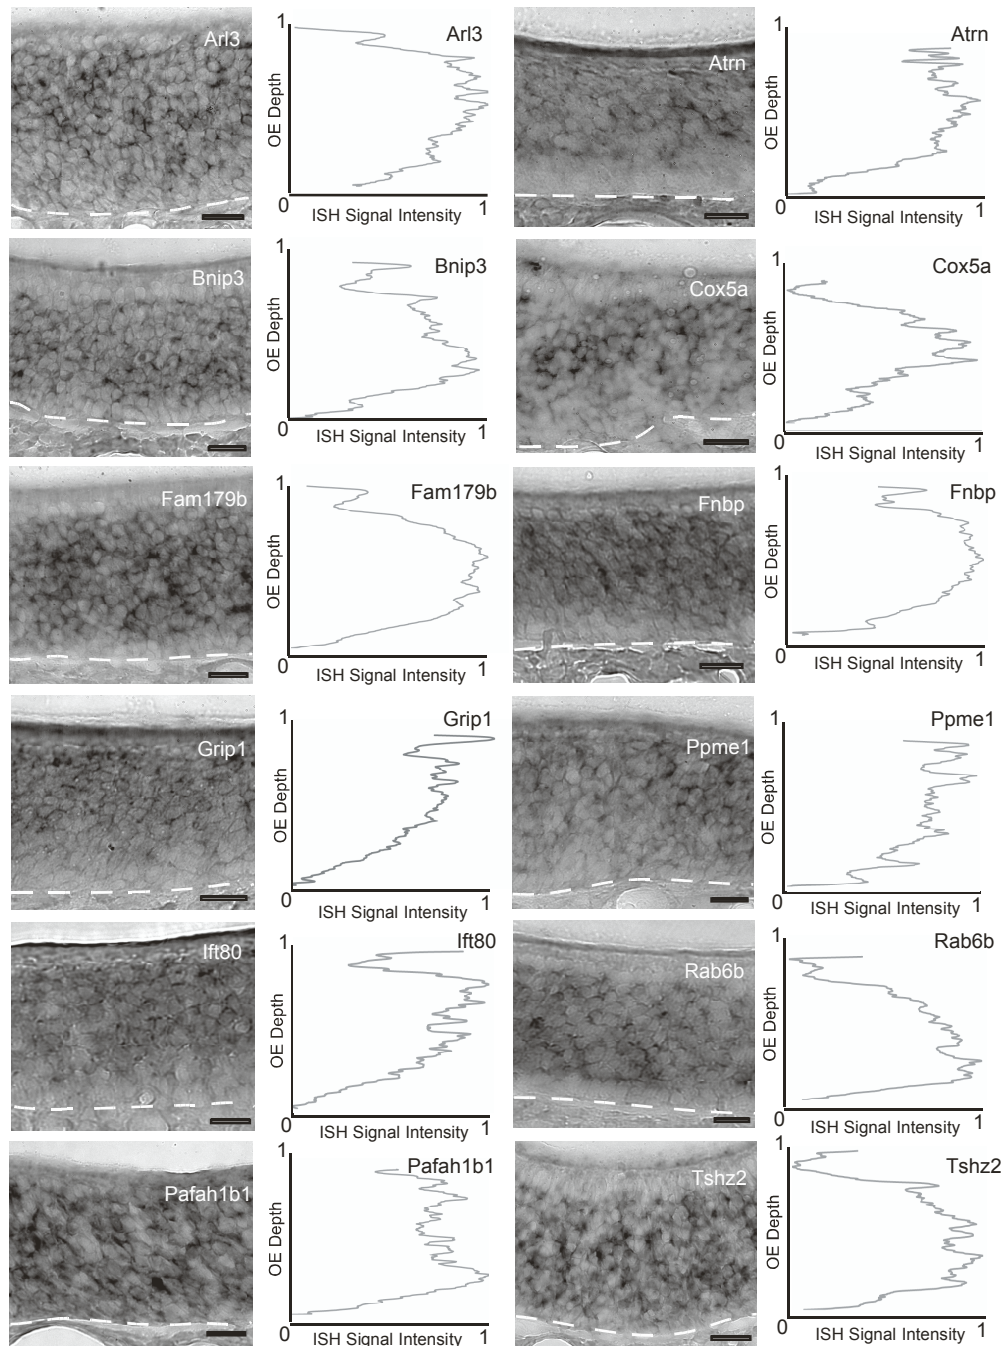 Arl3
1
Arl3
OE Depth
0
ISH Signal Intensity
1
Atrn
1
Atrn
OE Depth
0
ISH Signal Intensity
1
Bnip3
1
Bnip3
OE Depth
0
ISH Signal Intensity
1
Cox5a
1
Cox5a
OE Depth
0
ISH Signal Intensity
1
Fam179b
1
Fam179b
OE Depth
0
ISH Signal Intensity
1
Fnbp
1
Fnbp
OE Depth
0
ISH Signal Intensity
1
Grip1
1
Grip1
OE Depth
0
ISH Signal Intensity
1
Ppme1
1
Ppme1
OE Depth
0
ISH Signal Intensity
1
Ift80
1
Ift80
OE Depth
0
ISH Signal Intensity
1
Rab6b
1
Rab6b
OE Depth
0
ISH Signal Intensity
1
Pafah1b1
1
Pafah1b1
OE Depth
0
ISH Signal Intensity
1
Tshz2
1
Tshz2
OE Depth
0
ISH Signal Intensity
1